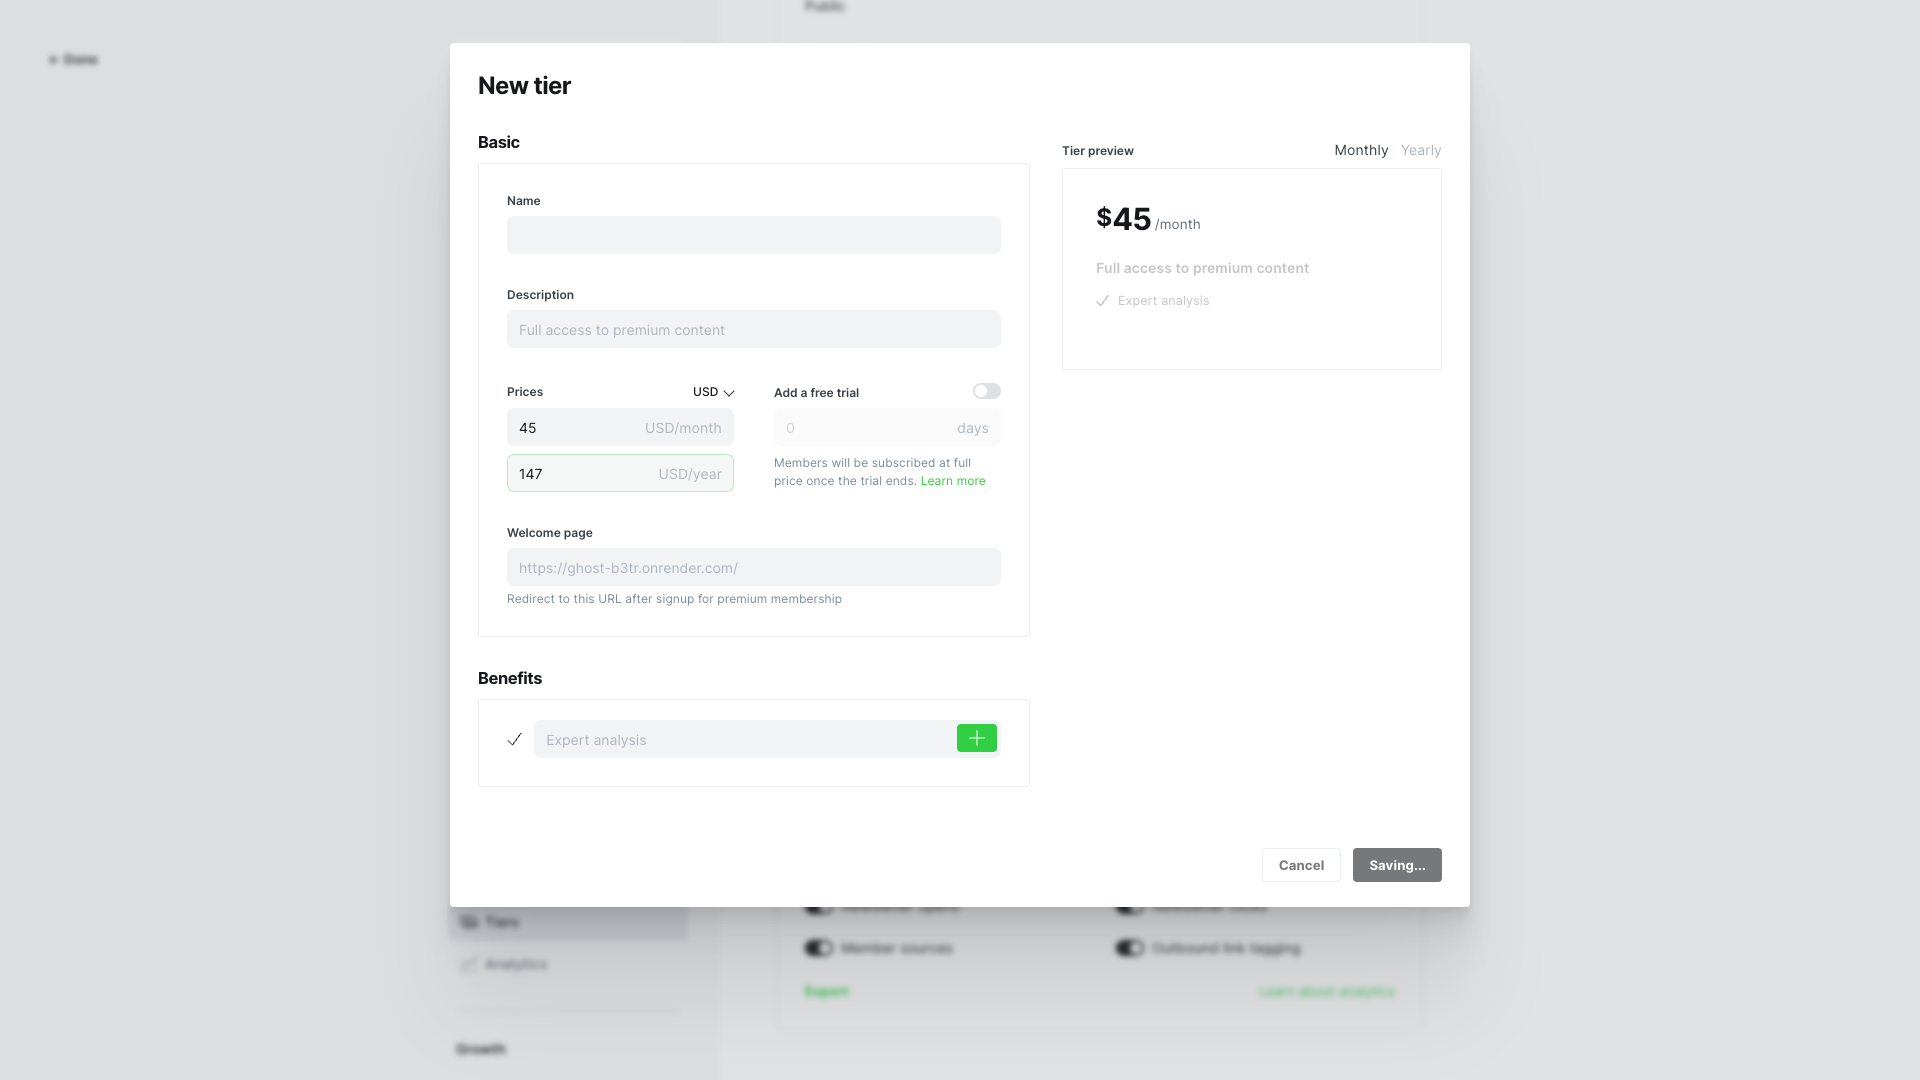 Public
← Done
New tier
Basic
Name
Description
Full access to premium content
Prices
USD
45
USD/month
147
USD/year
Add a free trial
0
days
Members will be subscribed at full
price once the trial ends. Learn more
Welcome page
https://ghost-b3tr.onrender.com/
Redirect to this URL after signup for premium membership
Benefits
Expert analysis
Tier preview
Monthly
Yearly
$45/month
Full access to premium content
Expert analysis
Cancel
Saving...
Tiers
Analytics
Growth
Member sources
Outbound link tagging
Export
Learn about analytics